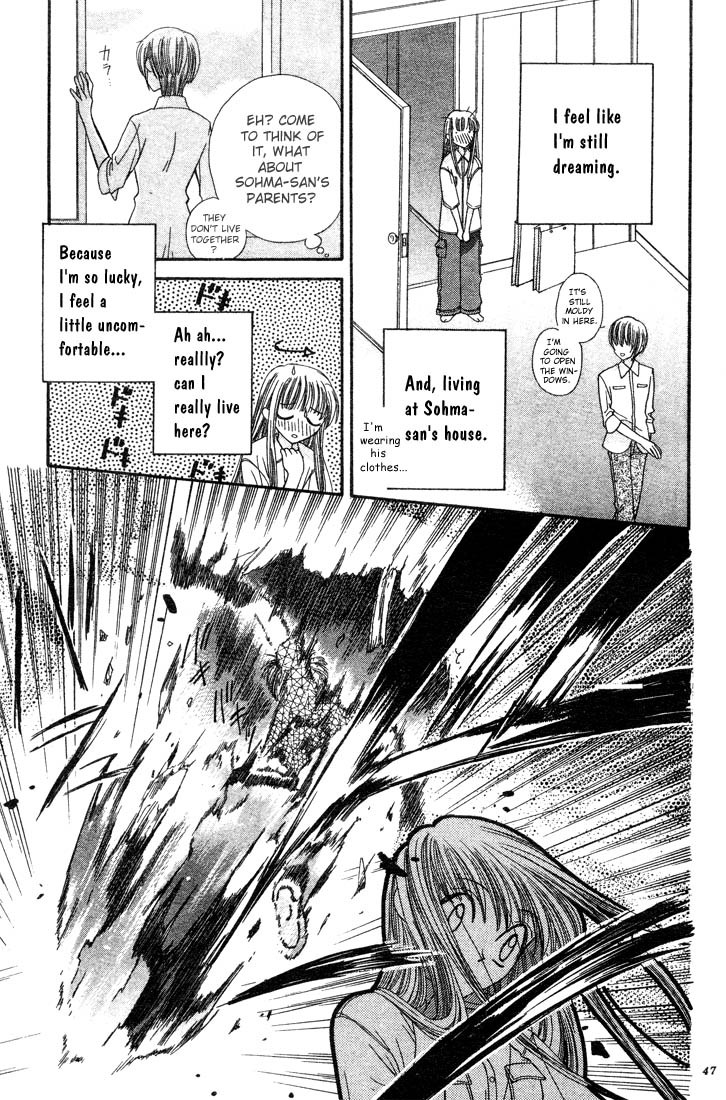 I feel like
I'm still
dreaming.
IT'S
STILL
MOLDY
IN HERE.
I'M
GOING
TO OPEN
THE WIN-
DOWS.
And, living
at Sohma-
san's house.
I'm
wearing
his
clothes...
ガラ
EH? COME
TO THINK OF
IT, WHAT
ABOUT
SOHMA-SAN'S
PARENTS?
THEY
DON'T LIVE
TOGETHER
?
Because
I'm so lucky,
I feel a
little uncom-
fortable...
ドキ
ドキ
Ah ah...
reallly?
can I
really live
here?
ドキ
ドキ
47